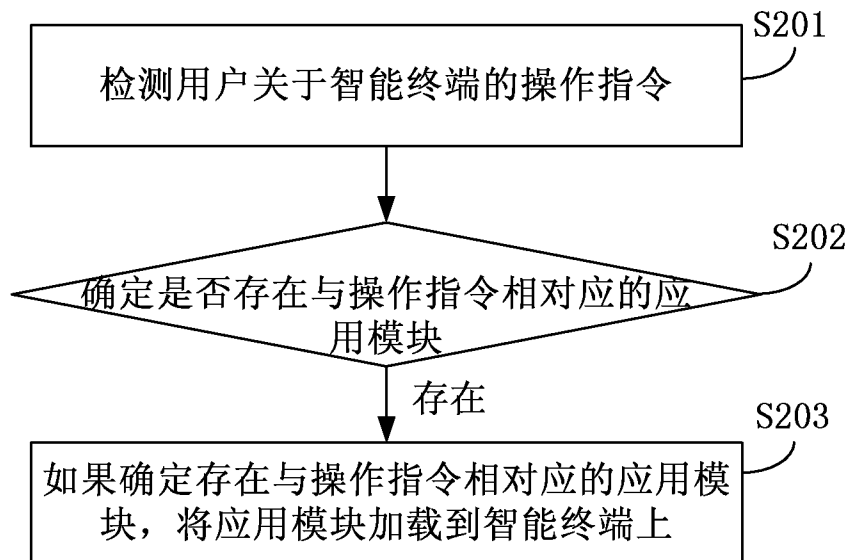 S201
检测用户关于智能终端的操作指令
S202
确定是否存在与操作指令相对应的应
用模块
存在
S203
如果确定存在与操作指令相对应的应用模
块，将应用模块加载到智能终端上